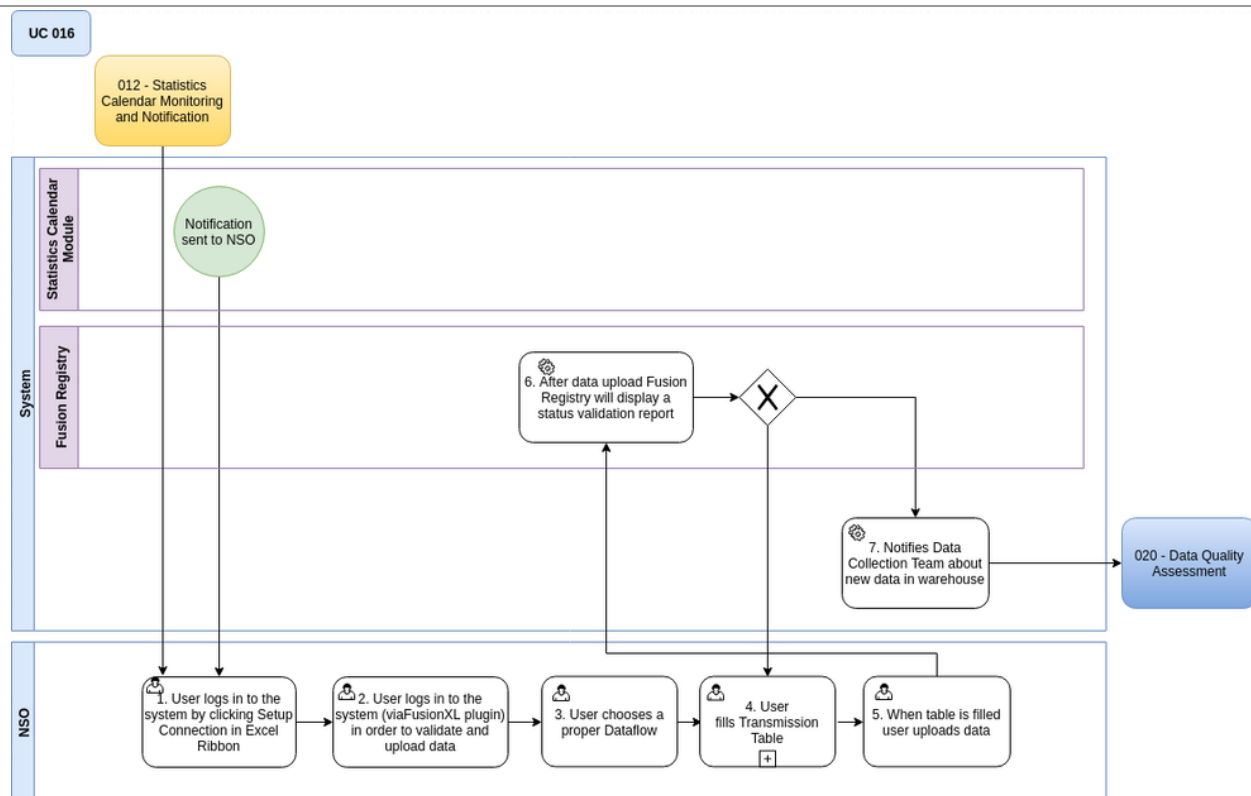 UC 016
012 - Statistics
Calendar Monitoring
and Notification
System
Statistics Calendar
Module
Notification
sent to NSO
Fusion Registry
6. After data upload Fusion
Registry will display a
status validation report
7. Notifies Data
Collection Team about
new data in warehouse
020 - Data Quality
Assessment
NSO
1. User logs in to the
system by clicking Setup
Connection in Excel
Ribbon
2. User logs in to the
system (viaFusionXL plugin)
in order to validate and
upload data
3. User chooses a
proper Dataflow
4. User
fills Transmission
Table
5. When table is filled
user uploads data